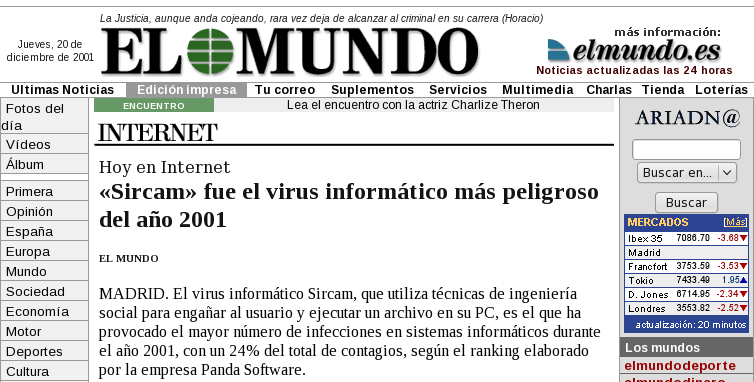 La Justicia, aunque anda cojeando, rara vez deja de alcanzar al criminal en su carrera (Horacio)
Jueves, 20 de
diciembre de 2001
EL MUNDO
más información:
elmundo.es
Noticias actualizadas las 24 horas
Ultimas Noticias
Edición impresa
Tu correo
Suplementos
Servicios
Multimedia
Charlas
Tienda
Loterías
Fotos del
día
Vídeos
Álbum
Primera
Opinión
España
Europa
Mundo
Sociedad
Economía
Motor
Deportes
Cultura
ENCUENTRO
Lea el encuentro con la actriz Charlize Theron
INTERNET
Hoy en Internet
«Sircam» fue el virus informático más peligroso
del año 2001
EL MUNDO
MADRID. El virus informático Sircam, que utiliza técnicas de ingeniería
social para engañar al usuario y ejecutar un archivo en su PC, es el que ha
provocado el mayor número de infecciones en sistemas informáticos durante
el año 2001, con un 24% del total de contagios, según el ranking elaborado
por la empresa Panda Software.
ARIADN@
Buscar en...
Buscar
MERCADOS [Más]
Ibex 35 7086.70 -3.68
Madrid
Francfort 3753.59 -3.53
Tokio 7433.49 1.95
D. Jones 6714.95 -2.34
Londres 3553.82 -2.52
actualización: 20 minutos
Los mundos
elmundodeporte
elmundodinero